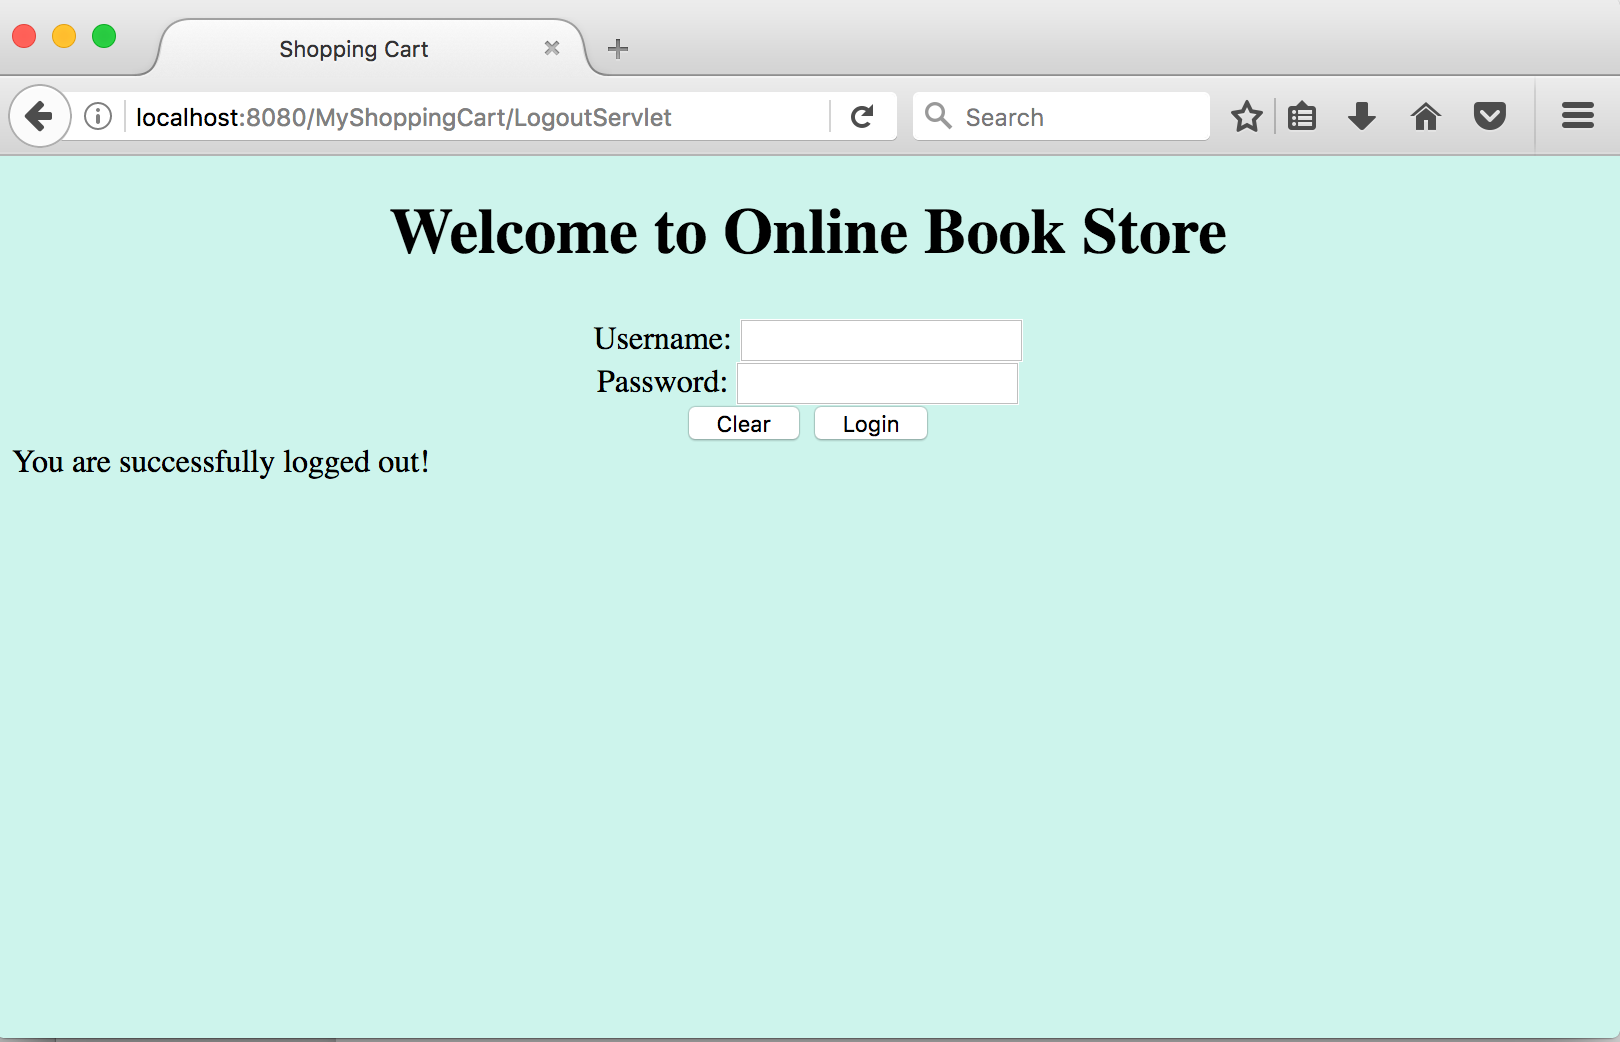 Shopping Cart
localhost:8080/MyShoppingCart/LogoutServlet
Search
Welcome to Online Book Store
Username:
Password:
Clear Login
You are successfully logged out!